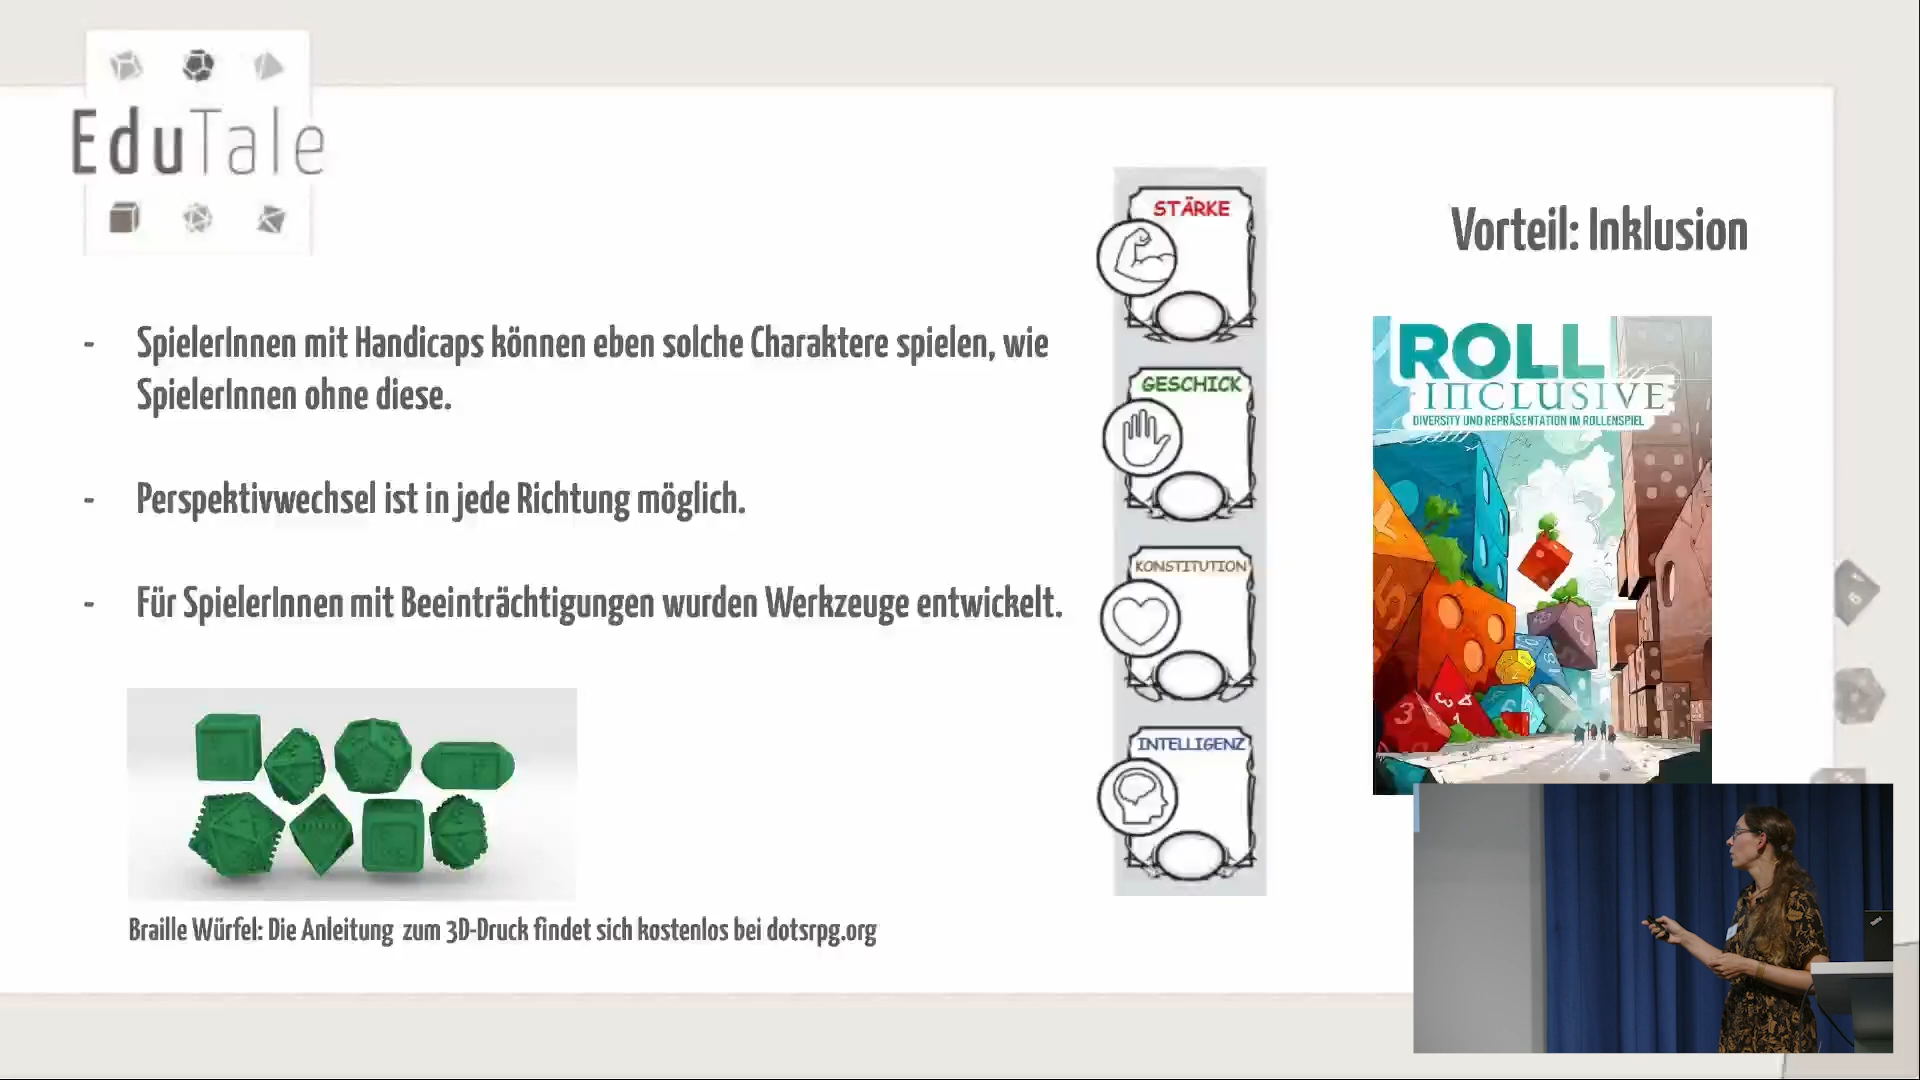 EduTale
Vorteil: Inklusion
- SpielerInnen mit Handicaps können eben solche Charaktere spielen, wie
SpielerInnen ohne diese.
- Perspektivwechsel ist in jede Richtung möglich.
- Für SpielerInnen mit Beeinträchtigungen wurden Werkzeuge entwickelt.
Braille Würfel: Die Anleitung zum 3D-Druck findet sich kostenlos bei dotsrpg.org
STÄRKE
GESCHICK
KONSTITUTION
INTELLIGENZ
ROLL
INCLUSIVE
DIVERSITY UND REPRÄSENTATION IM ROLLENSPIEL